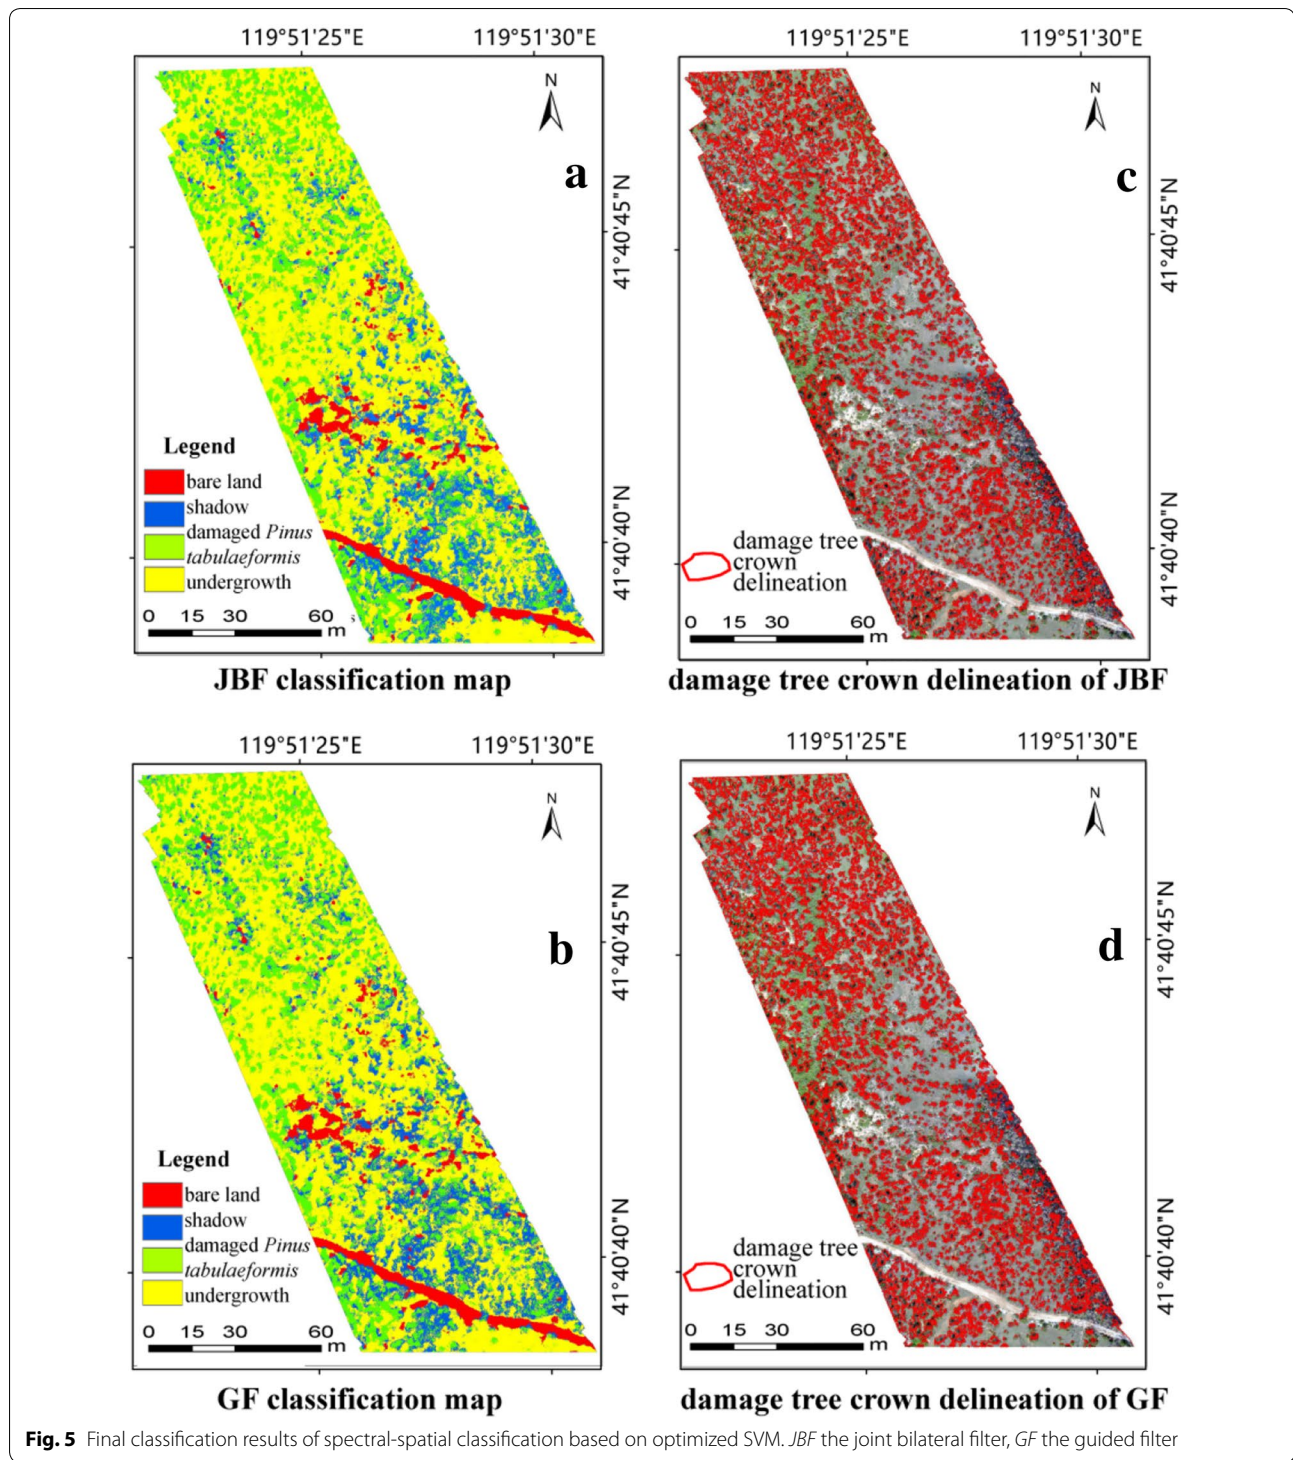 119°51'25"E 119°51'30"E
N
a
41°40'45"N
41°40'40"N
Legend
bare land
shadow
damaged Pinus
tabulaeformis
undergrowth
0 15 30 60
m
JBF classification map
119°51'25"E 119°51'30"E
N
c
41°40'45"N
41°40'40"N
damage tree
crown
delineation
0 15 30 60
m
damage tree crown delineation of JBF
119°51'25"E 119°51'30"E
N
b
41°40'45"N
41°40'40"N
Legend
bare land
shadow
damaged Pinus
tabulaeformis
undergrowth
0 15 30 60
m
GF classification map
119°51'25"E 119°51'30"E
N
d
41°40'45"N
41°40'40"N
damage tree
crown
delineation
0 15 30 60
m
damage tree crown delineation of GF
Fig. 5 Final classification results of spectral-spatial classification based on optimized SVM. JBF the joint bilateral filter, GF the guided filter